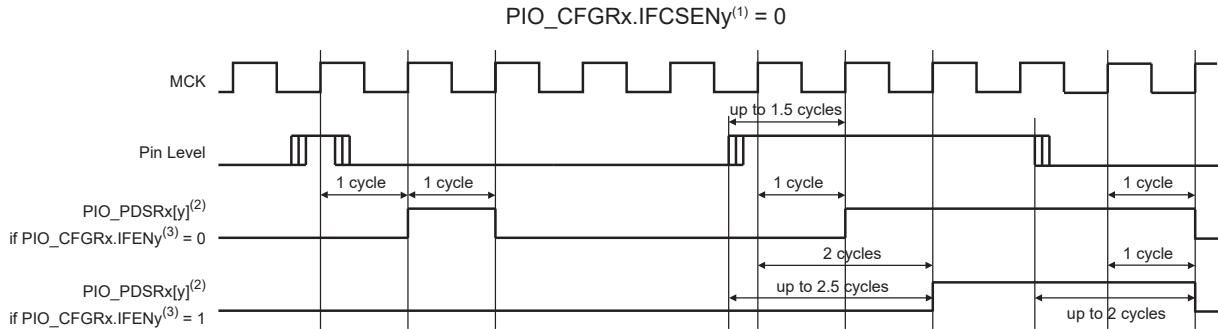 PIO_CFGRx.IFCSENy(1) = 0
MCK
up to 1.5 cycles
Pin Level
1 cycle
1 cycle
1 cycle
1 cycle
PIO_PDSRx[y](2)
if PIO_CFGRx.IFENy(3) = 0
2 cycles
1 cycle
PIO_PDSRx[y](2)
up to 2.5 cycles
if PIO_CFGRx.IFENy(3) = 1
up to 2 cycles